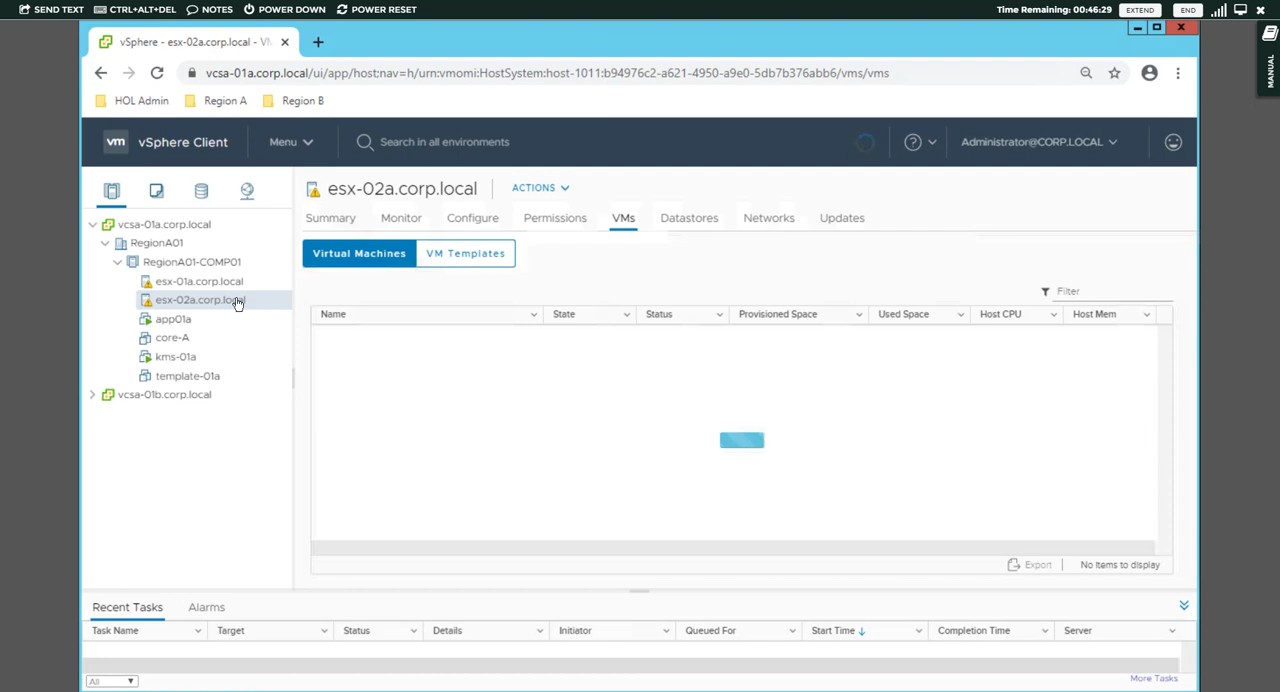 SEND TEXT CTRL+ALT+DEL NOTES POWER DOWN POWER RESET Time Remaining: 00:46:29 EXTEND END
MANUAL
vSphere - esx-02a.corp.local - VM
vcsa-01a.corp.local/ui/app/host:nav=h/urn:vmomi:HostSystem:host-1011:b94976c2-a621-4950-a9e0-5db7b376abb6/vms/vms
HOL Admin Region A Region B
vm vSphere Client Menu Search in all environments Administrator@CORP.LOCAL
esx-02a.corp.local ACTIONS
Summary Monitor Configure Permissions VMs Datastores Networks Updates
Virtual Machines VM Templates
vcsa-01a.corp.local
RegionA01
RegionA01-COMP01
esx-01a.corp.local
esx-02a.corp.local
app01a
core-A
kms-01a
template-01a
vcsa-01b.corp.local
Filter
Name State Status Provisioned Space Used Space Host CPU Host Mem
Export No items to display
Recent Tasks Alarms
Task Name Target Status Details Initiator Queued For Start Time Completion Time Server
All More Tasks